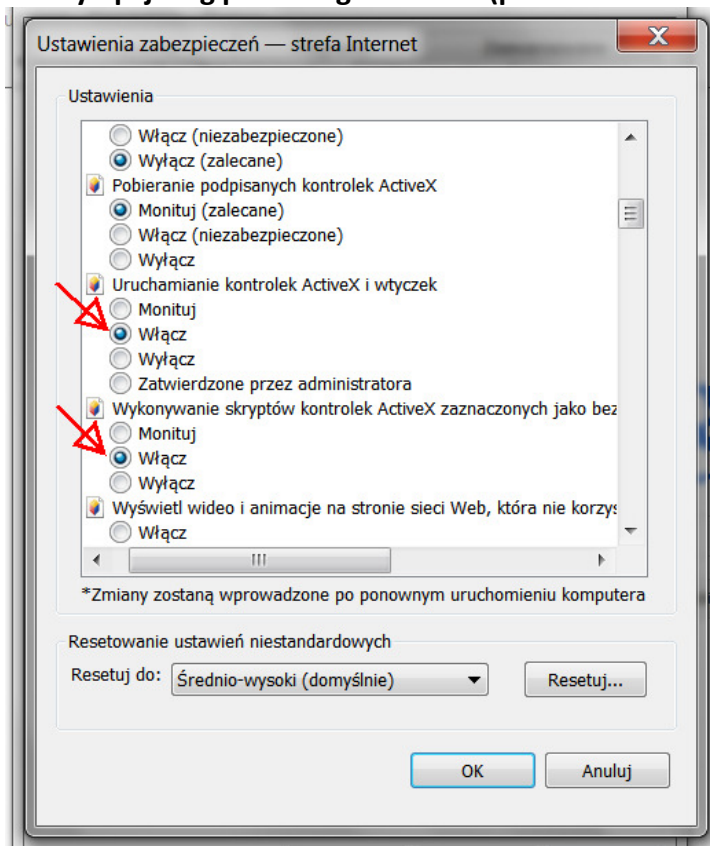 Ustawienia zabezpieczeń — strefa Internet
Ustawienia
Włącz (niezabezpieczone)
Wyłącz (zalecane)
Pobieranie podpisanych kontrolek ActiveX
Monituj (zalecane)
Włącz (niezabezpieczone)
Wyłącz
Uruchamianie kontrolek ActiveX i wtyczek
Monituj
Włącz
Wyłącz
Zatwierdzone przez administratora
Wykonywanie skryptów kontrolek ActiveX zaznaczonych jako bez
Monituj
Włącz
Wyłącz
Wyświetl wideo i animacje na stronie sieci Web, która nie korzys
Włącz
*Zmiany zostaną wprowadzone po ponownym uruchomieniu komputera
Resetowanie ustawień niestandardowych
Resetuj do: Średnio-wysoki (domyślnie) Resetuj...
OK Anuluj